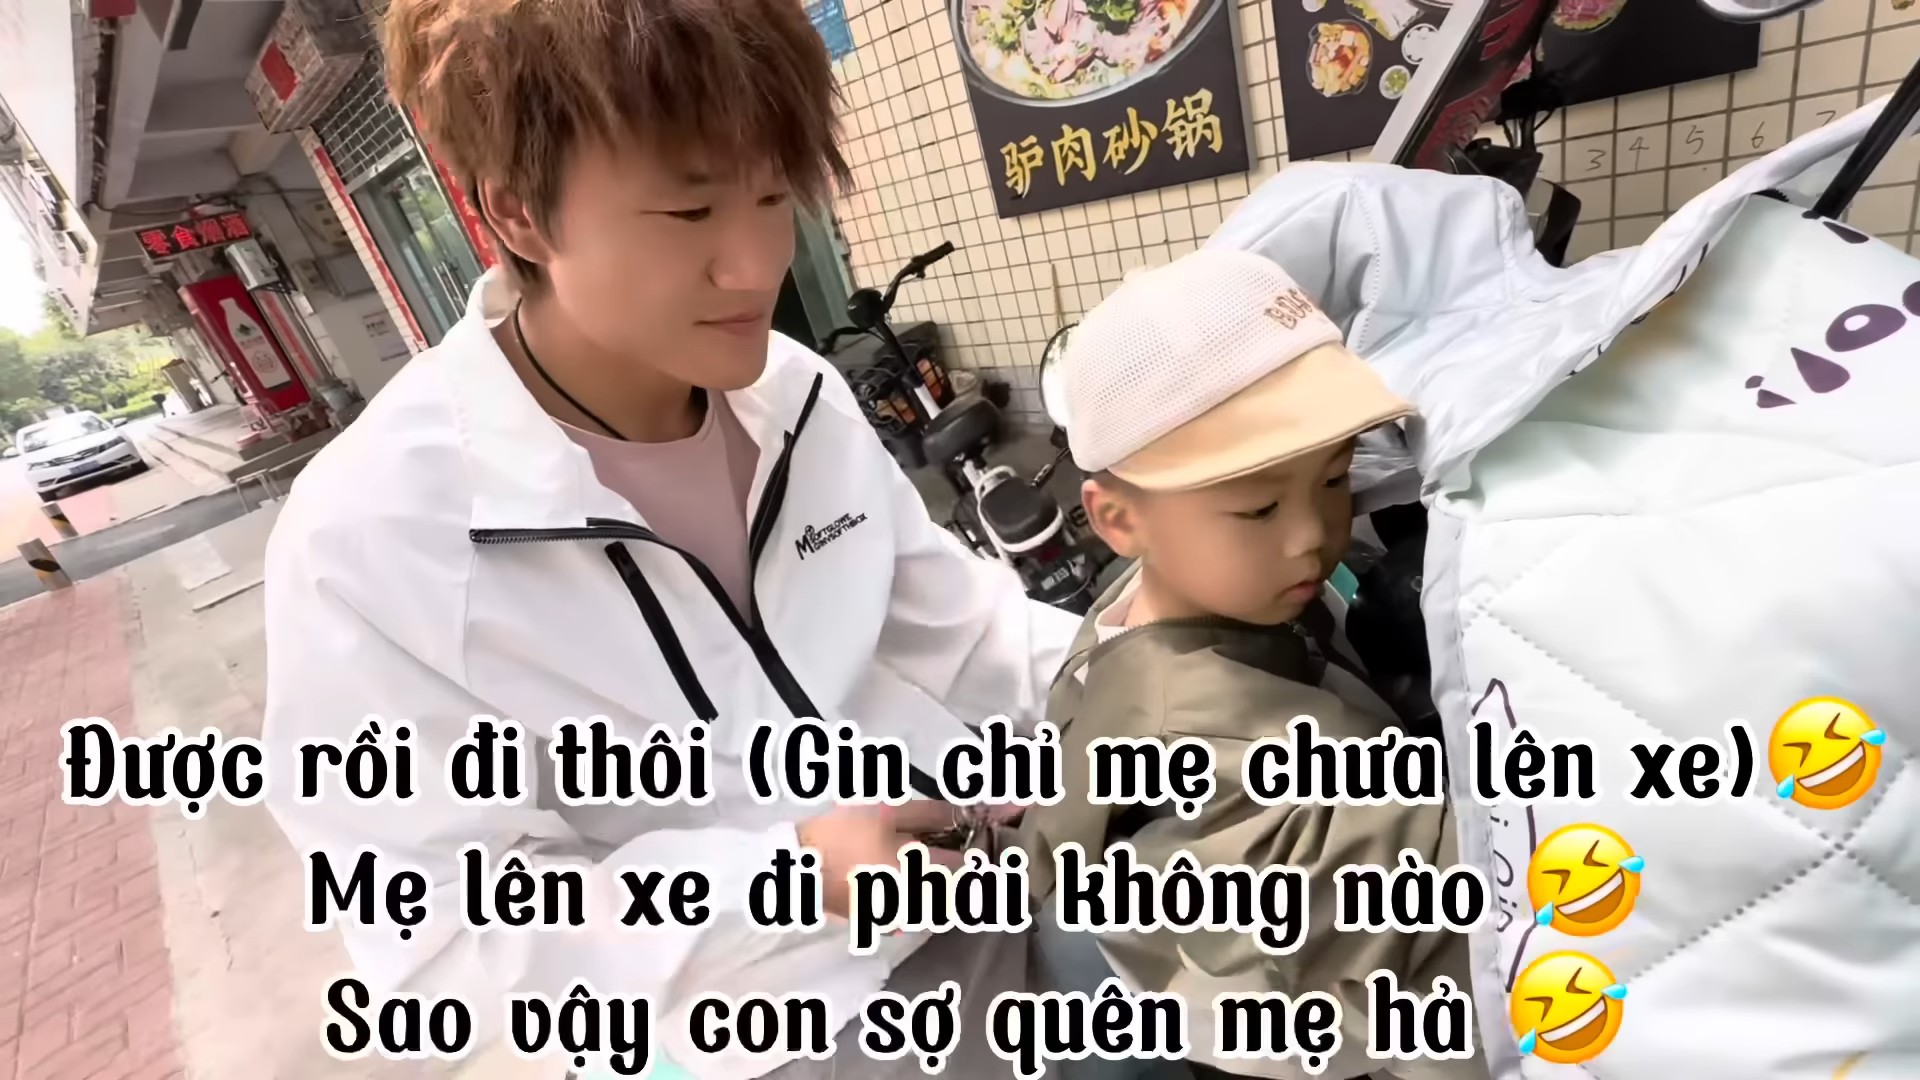 驴肉砂锅
零食烟酒
3 4 5 6 7
Được rồi đi thôi (Gin chỉ mẹ chưa lên xe)🤣
Mẹ lên xe đi phải không nào 🤣
Sao vậy con sợ quên mẹ hả 🤣